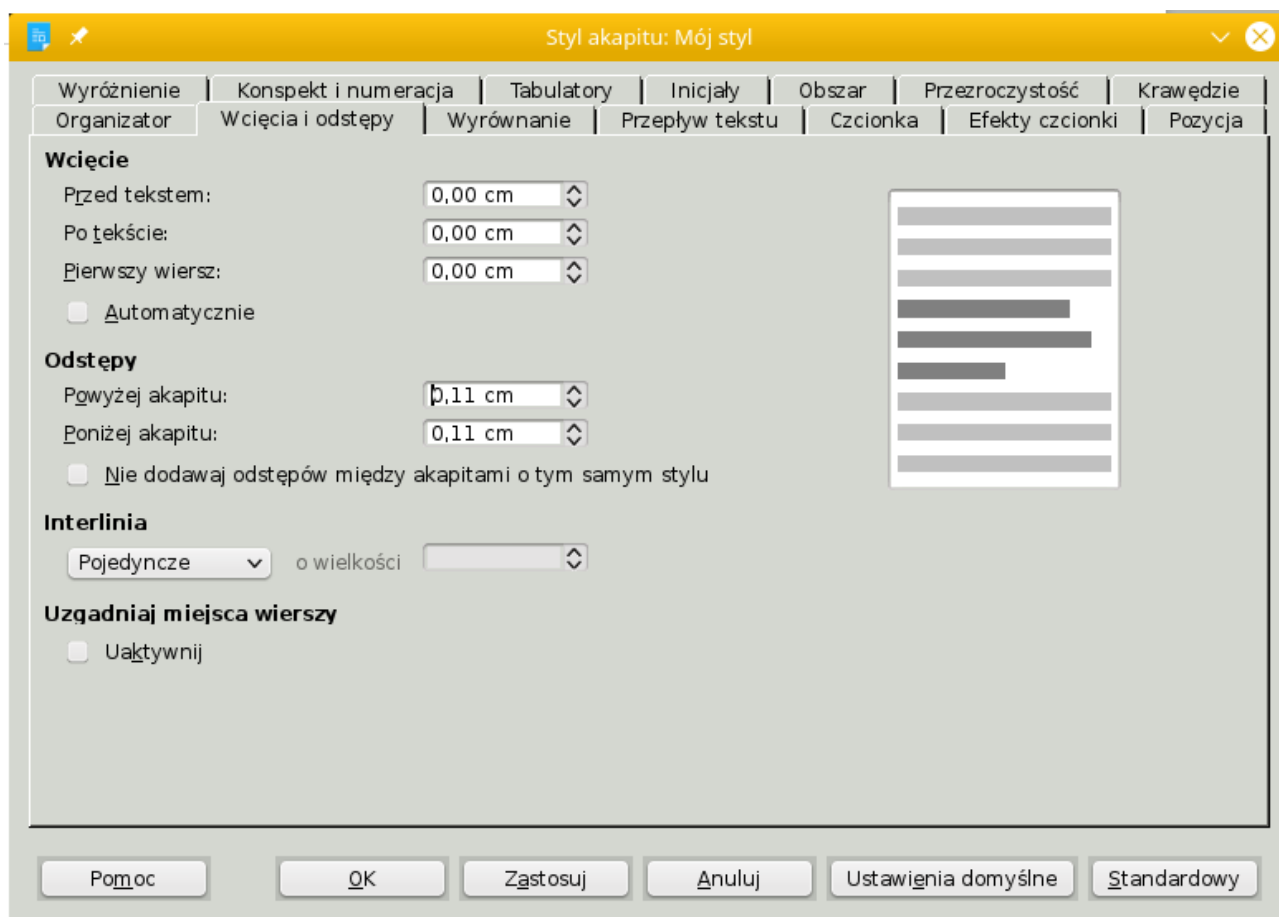 Styl akapitu: Mój styl
Wyróżnienie Konspekt i numeracja Tabulatory Inicjały Obszar Przezroczystość Krawędzie
Organizator Wcięcia i odstępy Wyrównanie Przepływ tekstu Czcionka Efekty czcionki Pozycja
Wcięcie
Przed tekstem: 0,00 cm
Po tekście: 0,00 cm
Pierwszy wiersz: 0,00 cm
Automatycznie
Odstępy
Powyżej akapitu: 0,11 cm
Poniżej akapitu: 0,11 cm
Nie dodawaj odstępów między akapitami o tym samym stylu
Interlinia
Pojedyncze o wielkości
Uzgadniaj miejsca wierszy
Uaktywnij
Pomoc OK Zastosuj Anuluj Ustawienia domyślne Standardowy